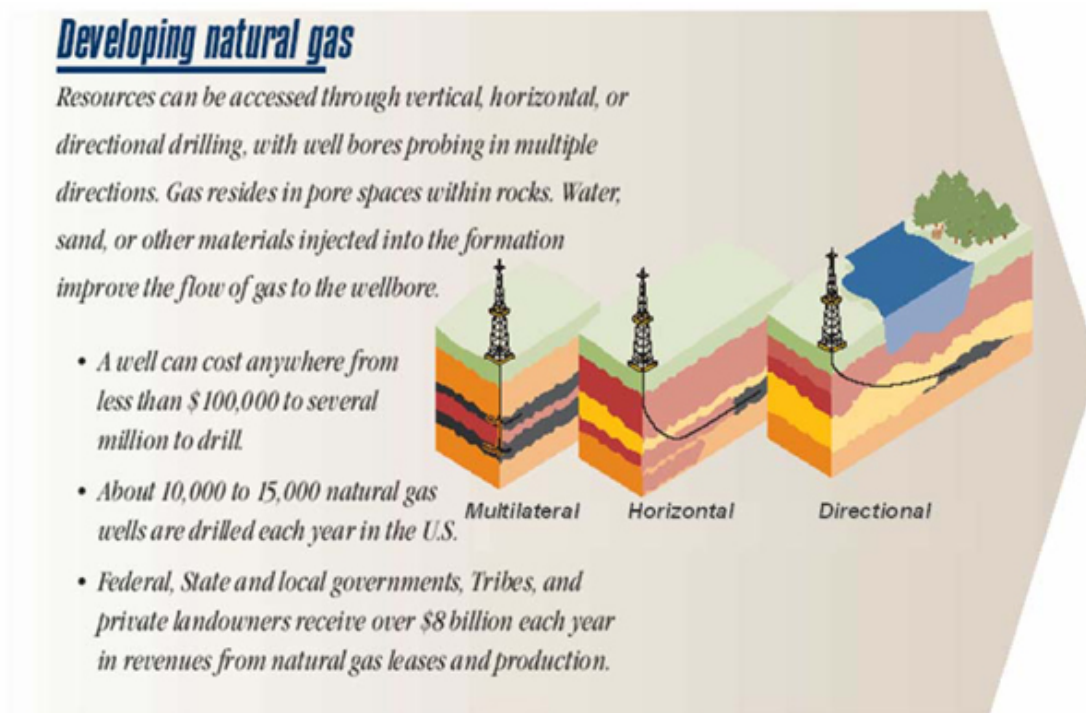 Developing natural gas
Resources can be accessed through vertical, horizontal, or
directional drilling, with well bores probing in multiple
directions. Gas resides in pore spaces within rocks. Water,
sand, or other materials injected into the formation
improve the flow of gas to the wellbore.
• A well can cost anywhere from
less than $100,000 to several
million to drill.
• About 10,000 to 15,000 natural gas
wells are drilled each year in the U.S.
• Federal, State and local governments, Tribes, and
private landowners receive over $8 billion each year
in revenues from natural gas leases and production.
Multilateral
Horizontal
Directional